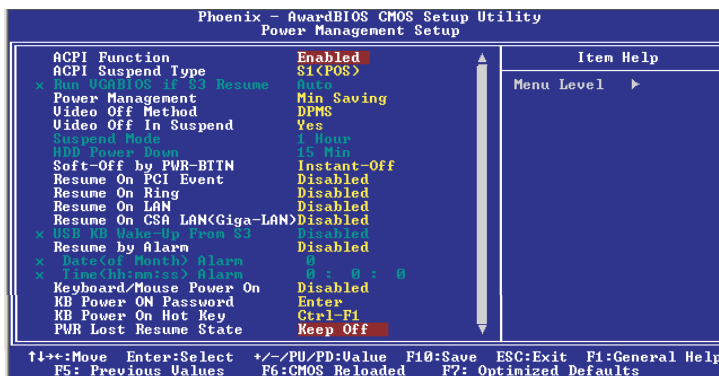 Phoenix - AwardBIOS CMOS Setup Utility
Power Management Setup
ACPI Function Enabled
ACPI Suspend Type S1(POS)
x Run VGABIOS if S3 Resume Auto
Power Management Min Saving
Video Off Method DPMS
Video Off In Suspend Yes
Suspend Mode 1 Hour
HDD Power Down 15 Min
Soft-Off by PWR-BTTN Instant-Off
Resume On PCI Event Disabled
Resume On Ring Disabled
Resume On LAN Disabled
Resume On CSA LAN(Giga-LAN)Disabled
x USB KB Wake-Up From S3 Disabled
Resume by Alarm Disabled
x Date(of Month) Alarm 0
x Time(hh:mm:ss) Alarm 0 : 0 : 0
Keyboard/Mouse Power On Disabled
KB Power ON Password Enter
KB Power On Hot Key Ctrl-F1
PWR Lost Resume State Keep Off
Item Help
Menu Level ►
↑↓→←:Move Enter:Select +/-/PU/PD:Value F10:Save ESC:Exit F1:General Help
F5: Previous Values F6:CMOS Reloaded F7: Optimized Defaults